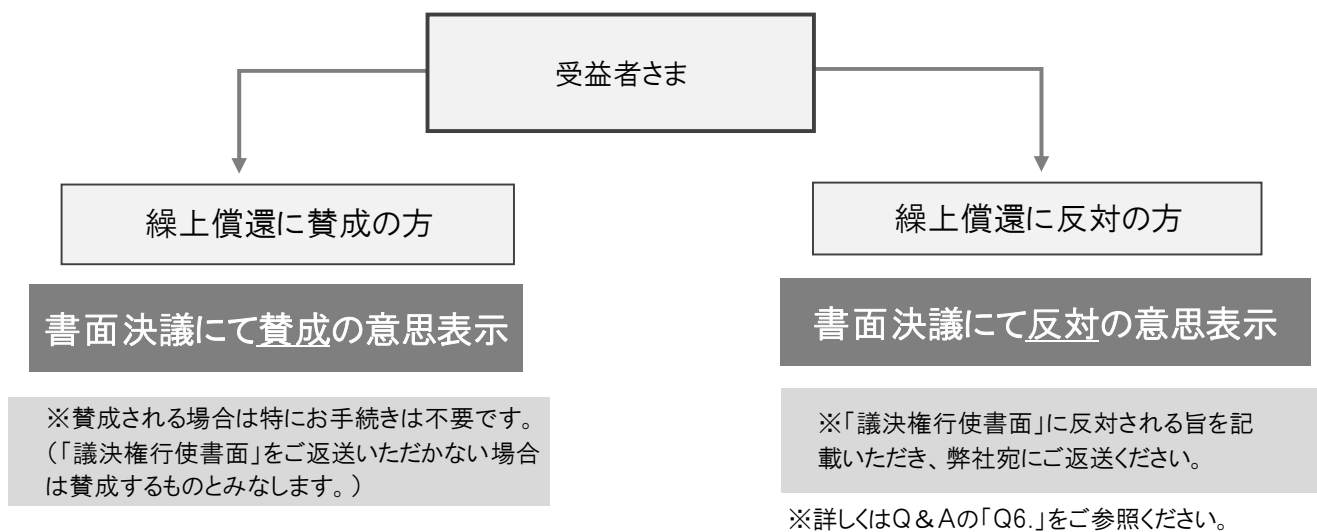 受益者さま
繰上償還に賛成の方
書面決議にて賛成の意思表示
※賛成される場合は特にお手続きは不要です。
(「議決権行使書面」をご返送いただかない場合
は賛成するものとみなします。)
繰上償還に反対の方
書面決議にて反対の意思表示
※「議決権行使書面」に反対される旨を記
載いただき、弊社宛にご返送ください。
※詳しくはQ&Aの「Q6.」をご参照ください。